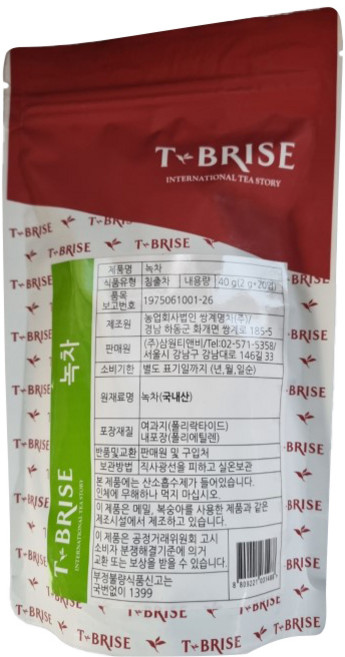 T BRISE
INTERNATIONAL TEA STORY
녹차
T BRISE
INTERNATIONAL TEA STORY
제품명 녹차
식품유형 침출차 내용량 40 g(2 g×20입)
품목보고번호 1975061001-26
제조원 농업회사법인 쌍계명차(주)/
경남 하동군 화개면 쌍계로 185-5
판매원 (주)삼원티앤비/Tel:02-571-5358/
서울시 강남구 강남대로 146길 33
소비기한 별도 표기일까지 (년,월,일순)
원재료명 녹차(국내산)
포장재질 여과지(폴리락타이드)
내포장(폴리에틸렌)
반품및교환 판매원 및 구입처
보관방법 직사광선을 피하고 실온보관
본 제품에는 산소흡수제가 들어있습니다.
인체에 무해하나 먹지 마십시오.
이 제품은 메밀, 복숭아를 사용한 제품과 같은
제조시설에서 제조하고 있습니다.
이 제품은 공정거래위원회 고시
소비자 분쟁해결기준에 의거
교환 또는 보상을 받을 수 있습니다.
부정불량식품신고는
국번없이 1399